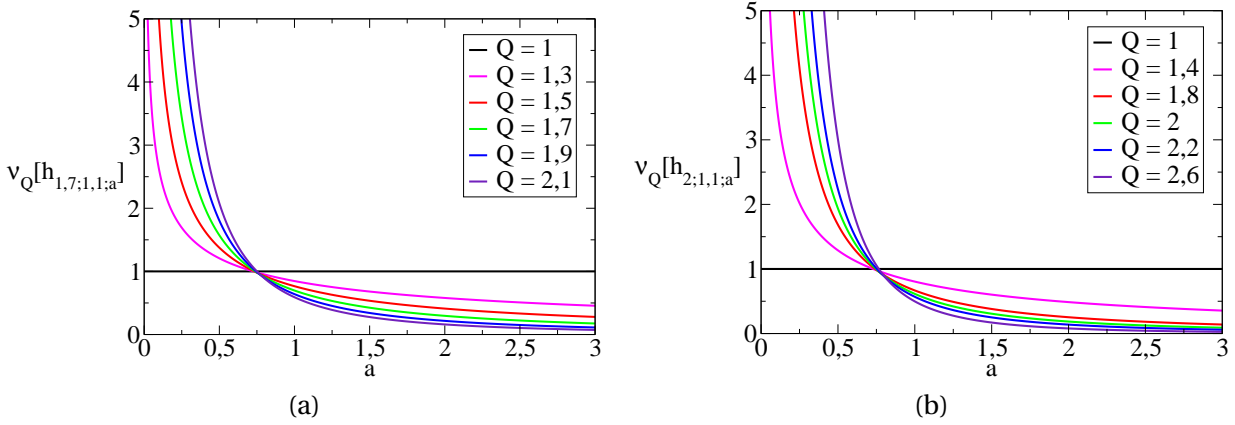 5
4
3
ν_Q[h_{1,7;1,1;a}]
2
1
0
0 0,5 1 1,5 2 2,5 3
a
Q = 1
Q = 1,3
Q = 1,5
Q = 1,7
Q = 1,9
Q = 2,1
(a)
5
4
3
ν_Q[h_{2;1,1;a}]
2
1
0
0 0,5 1 1,5 2 2,5 3
a
Q = 1
Q = 1,4
Q = 1,8
Q = 2
Q = 2,2
Q = 2,6
(b)